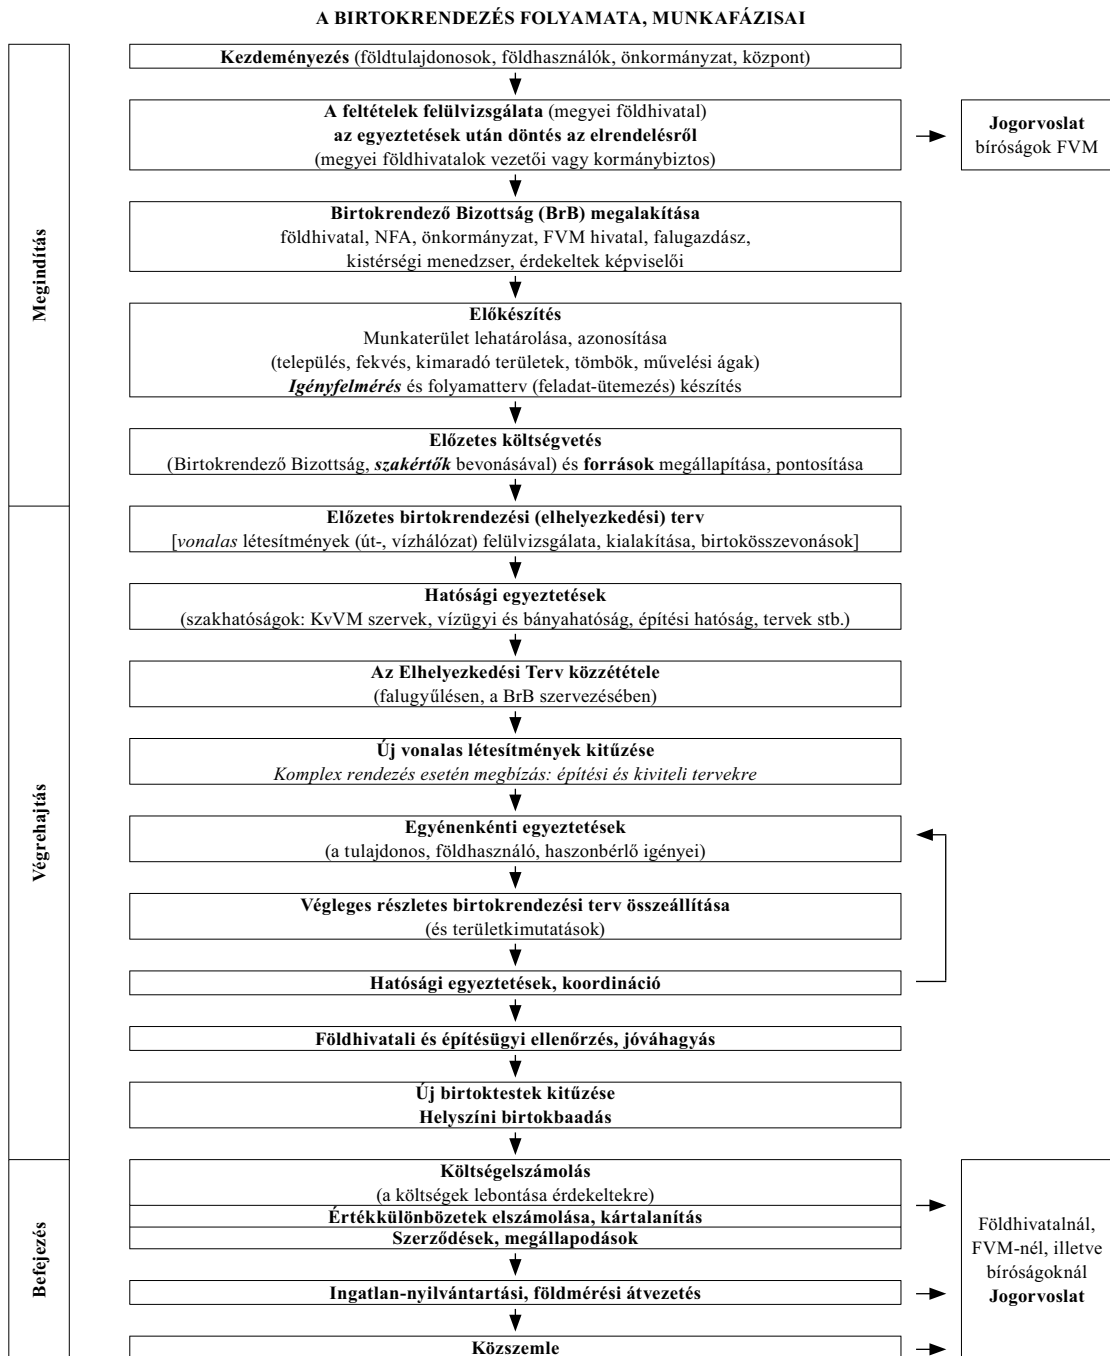 A BIRTOKRENDEZÉS FOLYAMATA, MUNKAFÁZISAI
Megindítás
Kezdeményezés (földtulajdonosok, földhasználók, önkormányzat, központ)
A feltételek felülvizsgálata (megyei földhivatal)
az egyeztetések után döntés az elrendelésről
(megyei földhivatalok vezetői vagy kormánybiztos)
Jogorvoslat
bíróságok FVM
Birtokrendező Bizottság (BrB) megalakítása
földhivatal, NFA, önkormányzat, FVM hivatal, falugazdász,
kistérségi menedzser, érdekeltek képviselői
Előkészítés
Munkaterület lehatárolása, azonosítása
(település, fekvés, kimaradó területek, tömbök, művelési ágak)
Igényfelmérés és folyamatterv (feladat-ütemezés) készítés
Előzetes költségvetés
(Birtokrendező Bizottság, szakértők bevonásával) és források megállapítása, pontosítása
Végrehajtás
Előzetes birtokrendezési (elhelyezkedési) terv
[vonalas létesítmények (út-, vízhálózat) felülvizsgálata, kialakítása, birtokösszevonások]
Hatósági egyeztetések
(szakhatóságok: KvVM szervek, vízügyi és bányahatóság, építési hatóság, tervek stb.)
Az Elhelyezkedési Terv közzététele
(falugyűlésen, a BrB szervezésében)
Új vonalas létesítmények kitűzése
Komplex rendezés esetén megbízás: építési és kiviteli tervekre
Egyénenkénti egyeztetések
(a tulajdonos, földhasználó, haszonbérlő igényei)
Végleges részletes birtokrendezési terv összeállítása
(és területkimutatások)
Hatósági egyeztetések, koordináció
Földhivatali és építésügyi ellenőrzés, jóváhagyás
Új birtoktestek kitűzése
Helyszíni birtokbaadás
Befejezés
Költségelszámolás
(a költségek lebontása érdekeltekre)
Értékkülönbözetek elszámolása, kártalanítás
Szerződések, megállapodások
Ingatlan-nyilvántartási, földmérési átvezetés
Közszemle
Földhivatalnál,
FVM-nél, illetve
bíróságoknál
Jogorvoslat